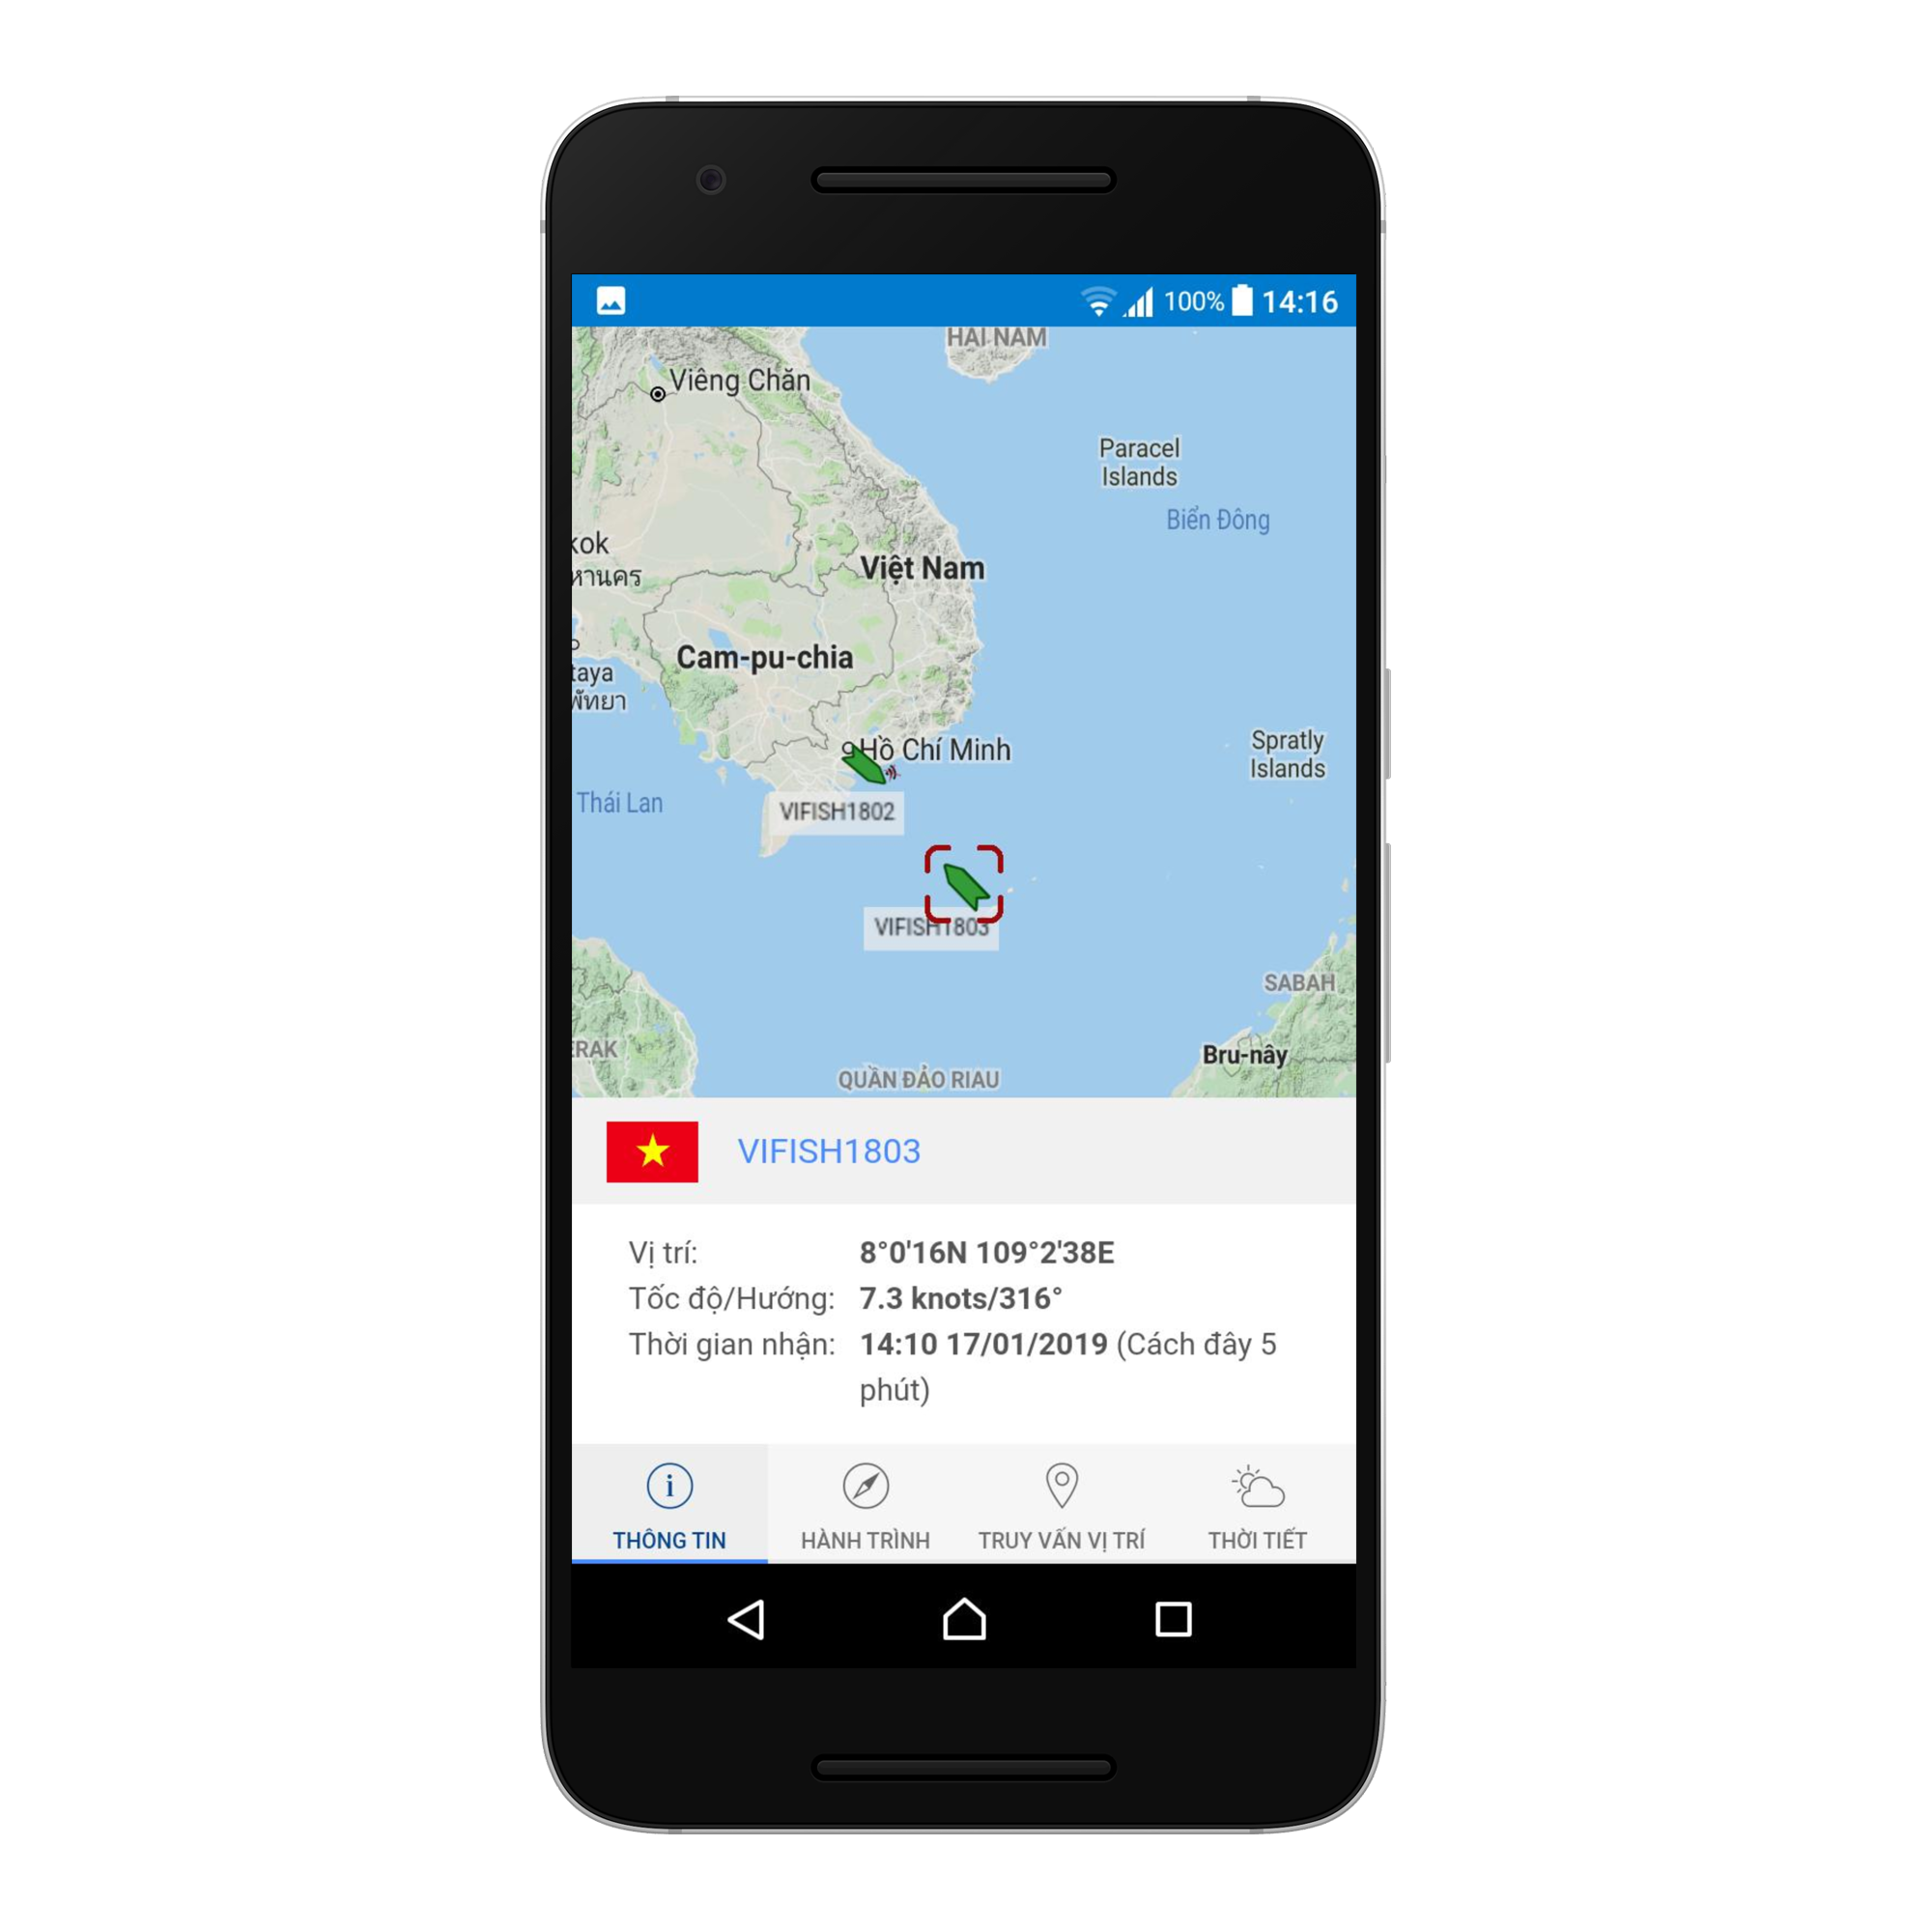 100% 14:16
HẢI NAM
Viêng Chăn
Paracel
Islands
Biển Đông
kok
หานคร
Việt Nam
Cam-pu-chia
taya
พัทยา
Hồ Chí Minh
Spratly
Islands
Thái Lan
VIFISH1802
VIFISH1803
SABAH
ERAK
Bru-nây
QUẦN ĐẢO RIAU
VIFISH1803
Vị trí: 8°0'16N 109°2'38E
Tốc độ/Hướng: 7.3 knots/316°
Thời gian nhận: 14:10 17/01/2019 (Cách đây 5
phút)
THÔNG TIN HÀNH TRÌNH TRUY VẤN VỊ TRÍ THỜI TIẾT